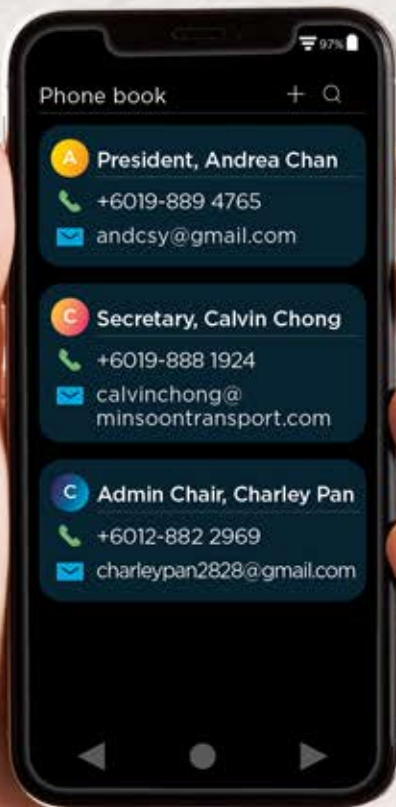 97%
Phone book
A President, Andrea Chan
+6019-889 4765
andcsy@gmail.com
C Secretary, Calvin Chong
+6019-888 1924
calvinchong@
minsoontransport.com
C Admin Chair, Charley Pan
+6012-882 2969
charleypan2828@gmail.com